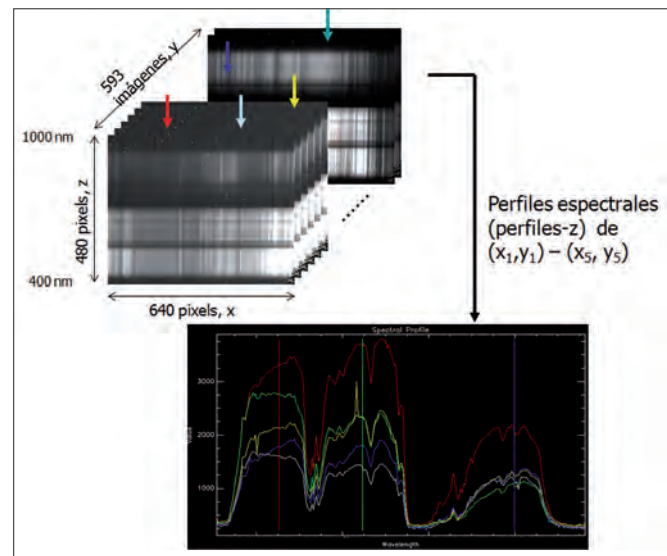 593
imágenes, y
1000 nm
480 pixels, z
400 nm
640 pixels, x
Perfiles espectrales
(perfiles-z) de
(x₁,y₁) – (x₅, y₅)
Spectral Profile
3000
2000
1000
Value
Wavelength